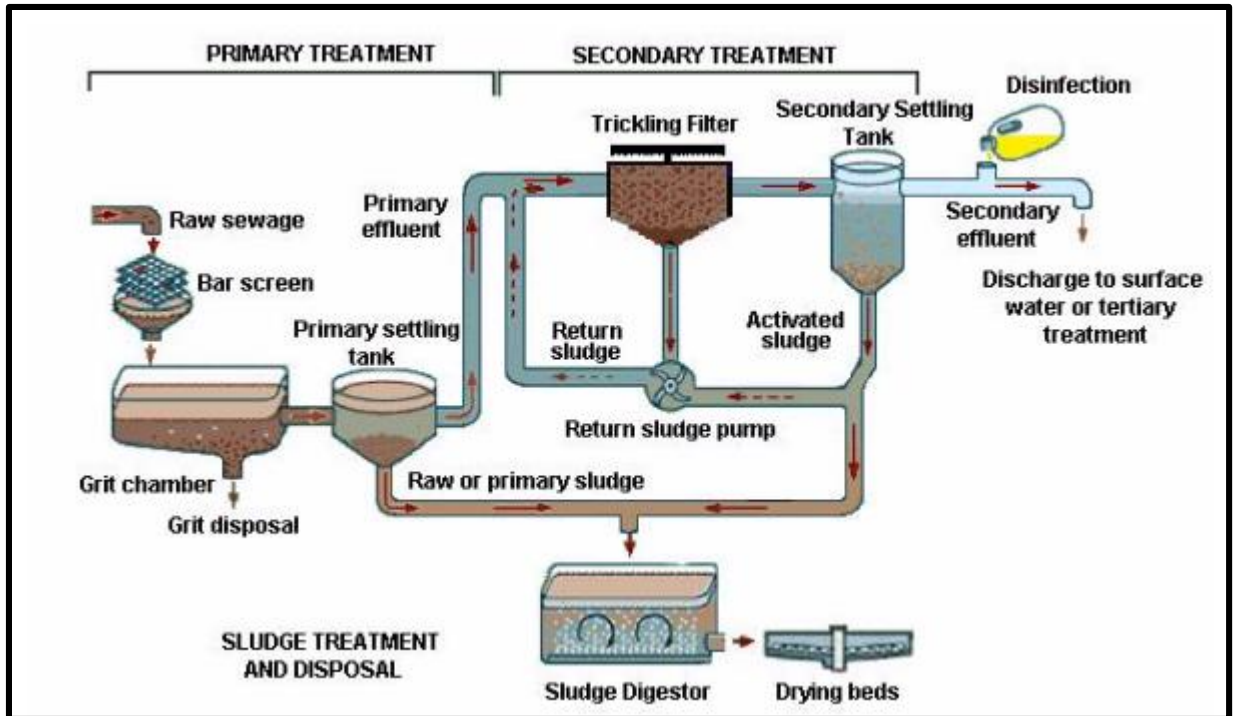 PRIMARY TREATMENT
SECONDARY TREATMENT
Disinfection
Secondary Settling
Tank
Trickling Filter
Primary
effluent
Raw sewage
Secondary
effluent
Bar screen
Discharge to surface
water or tertiary
treatment
Primary settling
tank
Return
sludge
Activated
sludge
Return sludge pump
Grit chamber
Raw or primary sludge
Grit disposal
SLUDGE TREATMENT
AND DISPOSAL
Sludge Digestor
Drying beds